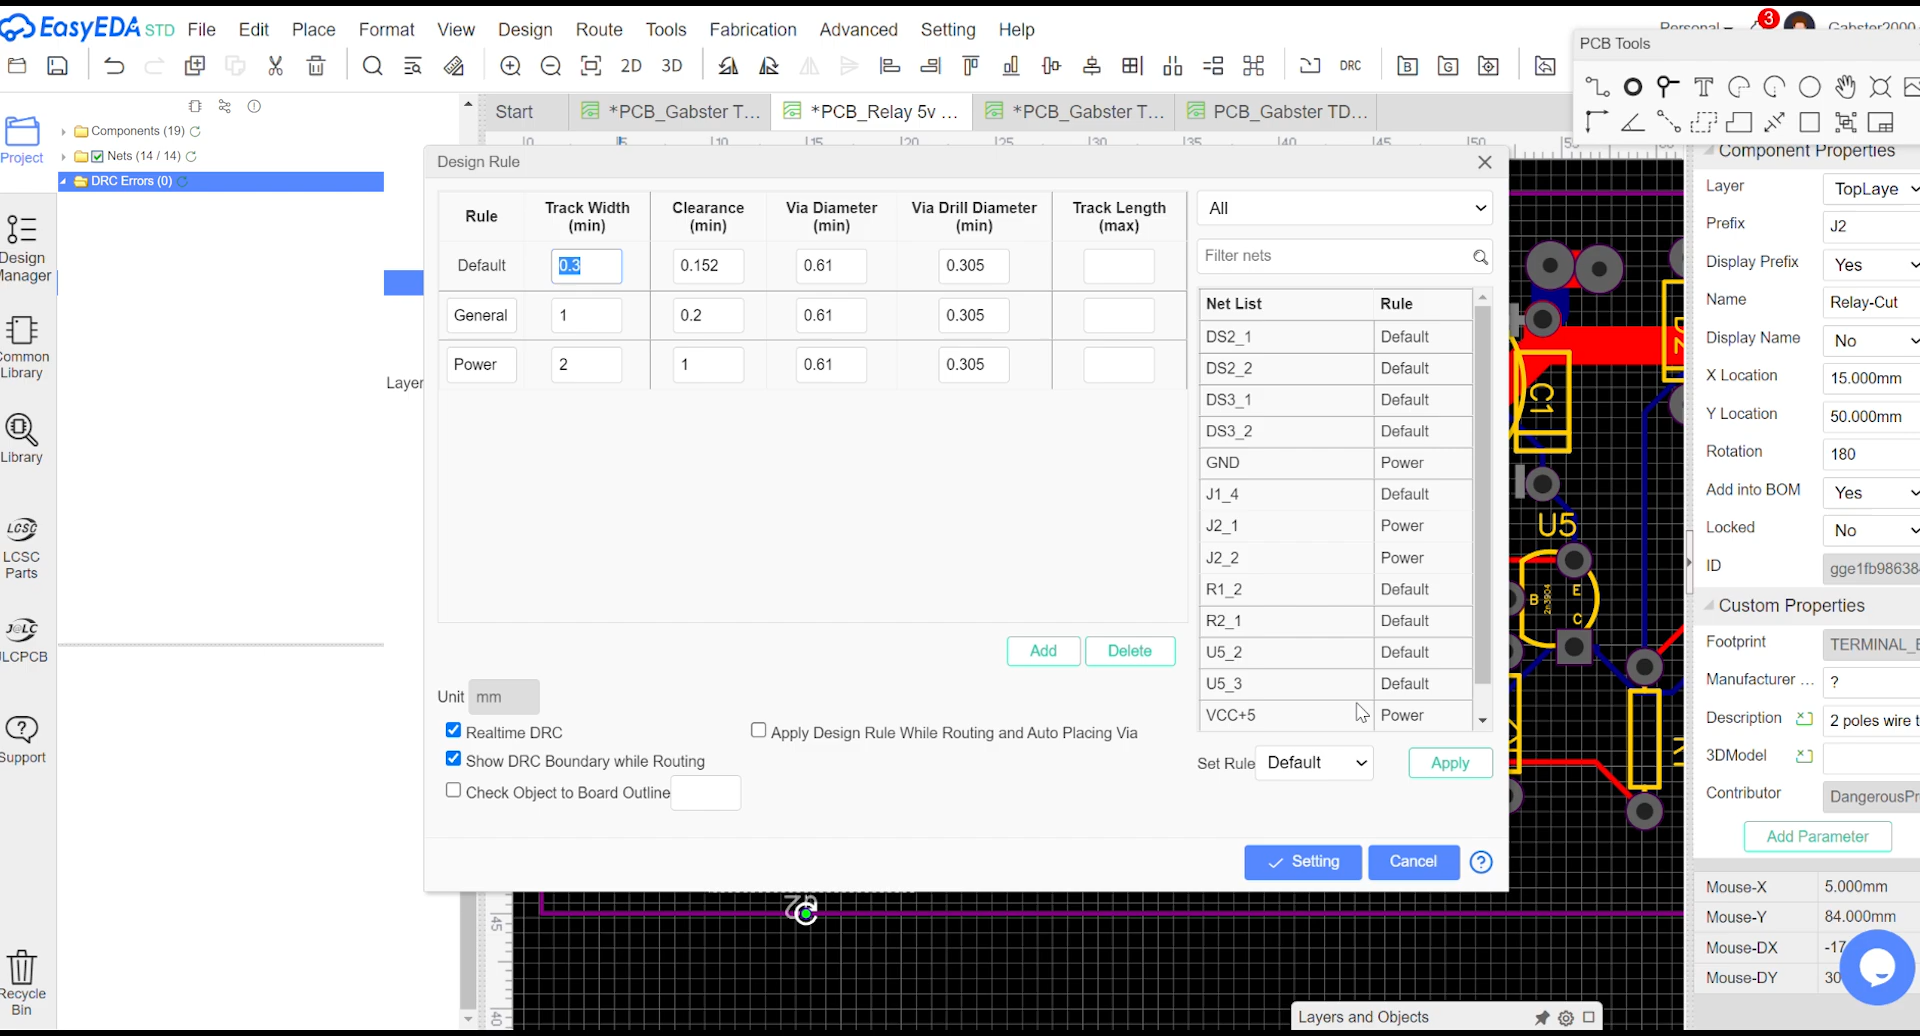 EasyEDA STD File Edit Place Format View Design Route Tools Fabrication Advanced Setting Help
3
2D 3D DRC B G
PCB Tools
T
Start *PCB_Gabster T... *PCB_Relay 5v ... *PCB_Gabster T... PCB_Gabster TD...
Project
Components (19)
Nets (14 / 14)
DRC Errors (0)
Design
Manager
Common
Library
Library
LCSC
LCSC
Parts
J@LC
JLCPCB
Support
Recycle
Bin
Layer
Design Rule
Rule
Track Width
(min)
Clearance
(min)
Via Diameter
(min)
Via Drill Diameter
(min)
Track Length
(max)
Default 0.3 0.152 0.61 0.305
General 1 0.2 0.61 0.305
Power 2 1 0.61 0.305
Add Delete
Unit mm
Realtime DRC
Apply Design Rule While Routing and Auto Placing Via
Show DRC Boundary while Routing
Check Object to Board Outline
All
Filter nets
Net List Rule
DS2_1 Default
DS2_2 Default
DS3_1 Default
DS3_2 Default
GND Power
J1_4 Default
J2_1 Power
J2_2 Power
R1_2 Default
R2_1 Default
U5_2 Default
U5_3 Default
VCC+5 Power
Set Rule Default Apply
Setting Cancel ?
C1
U5
B E C
2n3904
45
40
Component Properties
Layer TopLaye
Prefix J2
Display Prefix Yes
Name Relay-Cut
Display Name No
X Location 15.000mm
Y Location 50.000mm
Rotation 180
Add into BOM Yes
Locked No
ID gge1fb98638
Custom Properties
Footprint TERMINAL_
Manufacturer ... ?
Description 2 poles wire t
3DModel
Contributor DangerousPr
Add Parameter
Mouse-X 5.000mm
Mouse-Y 84.000mm
Mouse-DX -17
Mouse-DY 30
Layers and Objects